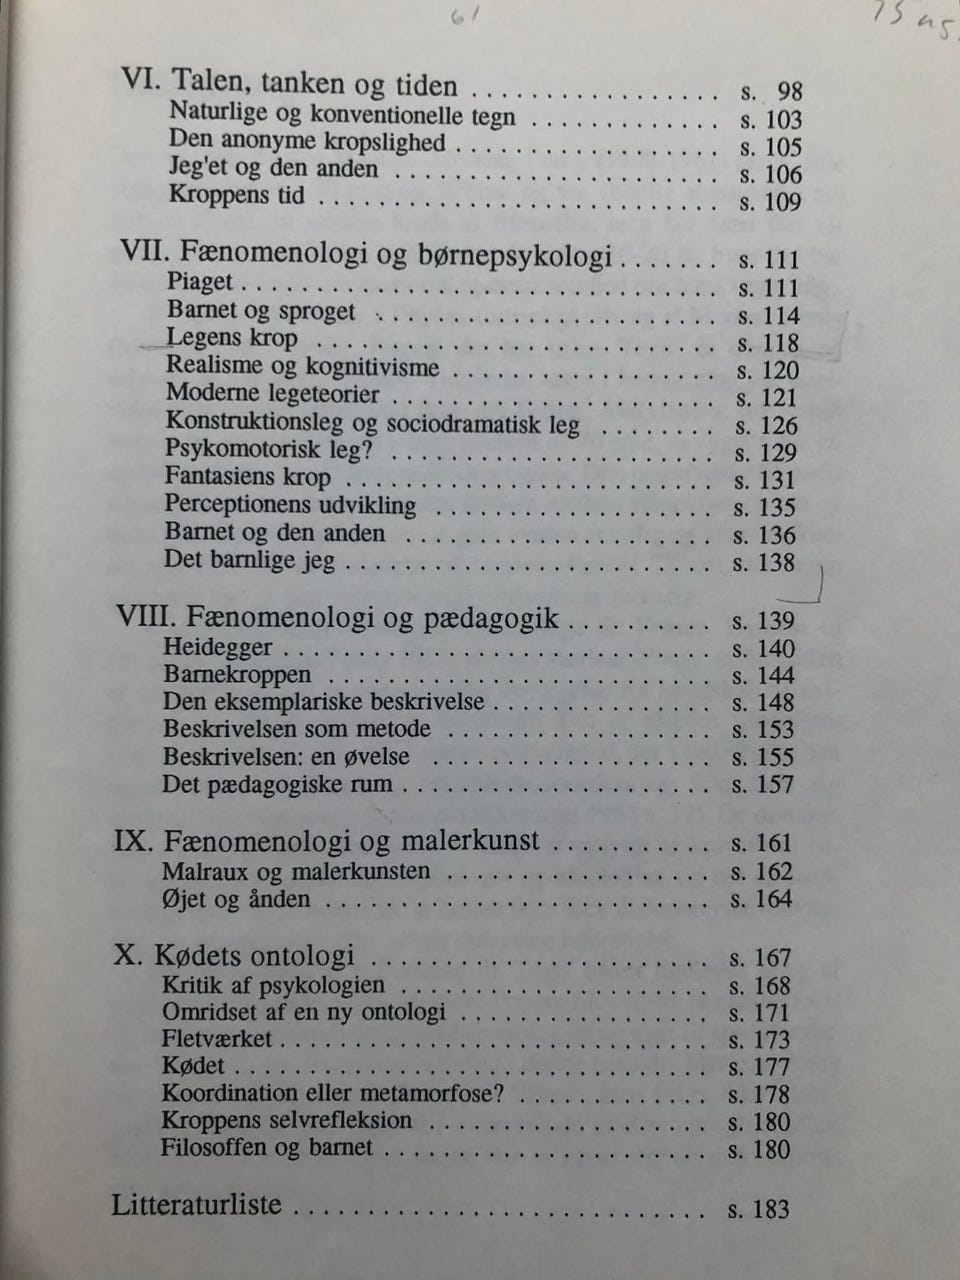 61
VI. Talen, tanken og tiden . . . . . . . . . . . . . . . . . s. 98
Naturlige og konventionelle tegn . . . . . . . . . . . . . s. 103
Den anonyme kropslighed . . . . . . . . . . . . . . . . . . s. 105
Jeg'et og den anden . . . . . . . . . . . . . . . . . . . . . . s. 106
Kroppens tid . . . . . . . . . . . . . . . . . . . . . . . . . . . s. 109
VII. Fænomenologi og børnepsykologi . . . . . . . s. 111
Piaget . . . . . . . . . . . . . . . . . . . . . . . . . . . . . . . . s. 111
Barnet og sproget . . . . . . . . . . . . . . . . . . . . . . . s. 114
Legens krop . . . . . . . . . . . . . . . . . . . . . . . . . . . s. 118
Realisme og kognitivisme . . . . . . . . . . . . . . . . . . s. 120
Moderne legeteorier . . . . . . . . . . . . . . . . . . . . . . s. 121
Konstruktionsleg og sociodramatisk leg . . . . . . . . s. 126
Psykomotorisk leg? . . . . . . . . . . . . . . . . . . . . . . s. 129
Fantasiens krop . . . . . . . . . . . . . . . . . . . . . . . . . s. 131
Perceptionens udvikling . . . . . . . . . . . . . . . . . . . s. 135
Barnet og den anden . . . . . . . . . . . . . . . . . . . . . s. 136
Det barnlige jeg . . . . . . . . . . . . . . . . . . . . . . . . . s. 138
VIII. Fænomenologi og pædagogik . . . . . . . . . . s. 139
Heidegger . . . . . . . . . . . . . . . . . . . . . . . . . . . . . s. 140
Barnekroppen . . . . . . . . . . . . . . . . . . . . . . . . . . s. 144
Den eksemplariske beskrivelse . . . . . . . . . . . . . . . s. 148
Beskrivelsen som metode . . . . . . . . . . . . . . . . . . s. 153
Beskrivelsen: en øvelse . . . . . . . . . . . . . . . . . . . s. 155
Det pædagogiske rum . . . . . . . . . . . . . . . . . . . . . s. 157
IX. Fænomenologi og malerkunst . . . . . . . . . . . s. 161
Malraux og malerkunsten . . . . . . . . . . . . . . . . . . s. 162
Øjet og ånden . . . . . . . . . . . . . . . . . . . . . . . . . . s. 164
X. Kødets ontologi . . . . . . . . . . . . . . . . . . . . . . . s. 167
Kritik af psykologien . . . . . . . . . . . . . . . . . . . . . s. 168
Omridset af en ny ontologi . . . . . . . . . . . . . . . . . s. 171
Fletværket . . . . . . . . . . . . . . . . . . . . . . . . . . . . . s. 173
Kødet . . . . . . . . . . . . . . . . . . . . . . . . . . . . . . . . s. 177
Koordination eller metamorfose? . . . . . . . . . . . . . s. 178
Kroppens selvrefleksion . . . . . . . . . . . . . . . . . . . s. 180
Filosoffen og barnet . . . . . . . . . . . . . . . . . . . . . . s. 180
Litteraturliste . . . . . . . . . . . . . . . . . . . . . . . . . . . . s. 183